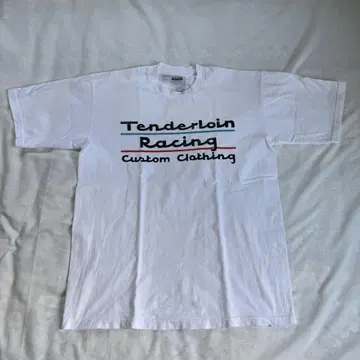 Tenderloin
Racing
Custom Clothing